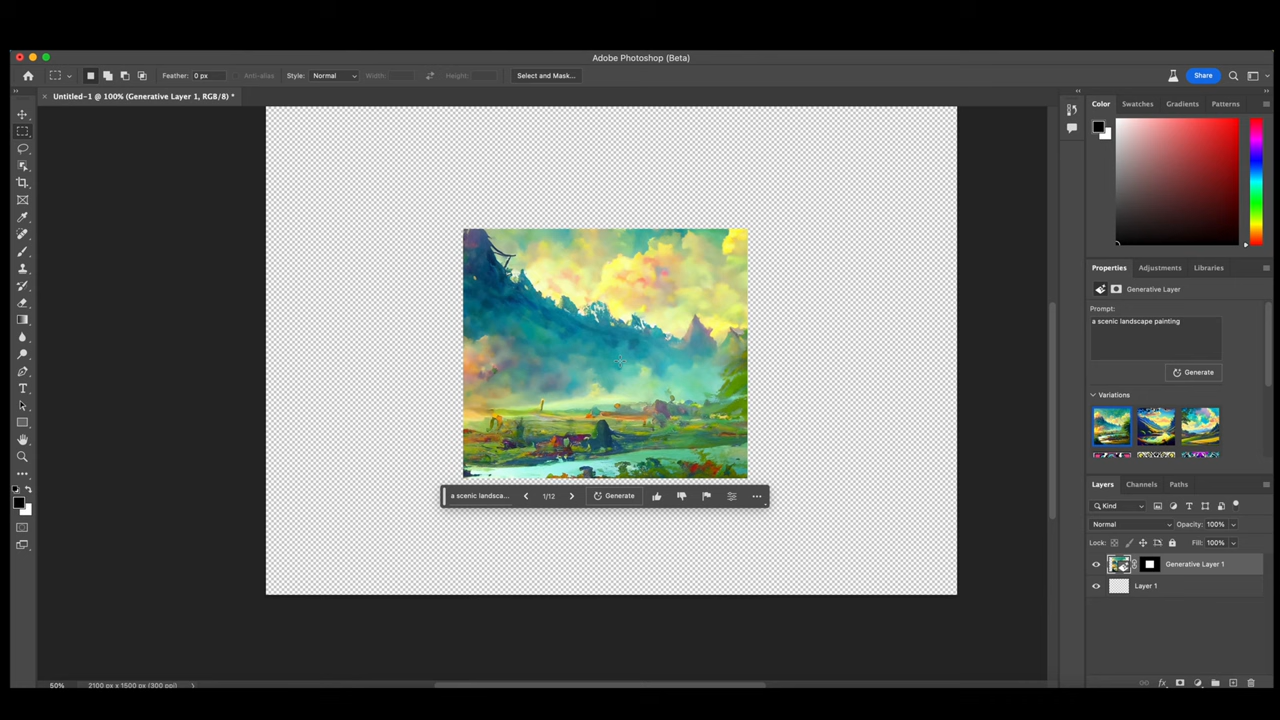 Adobe Photoshop (Beta)
Feather: 0 px
Anti-alias
Style: Normal
Width:
Height:
Select and Mask...
Share
Untitled-1 @ 100% (Generative Layer 1, RGB/8) *
Color Swatches Gradients Patterns
Properties Adjustments Libraries
Generative Layer
Prompt:
a scenic landscape painting
Generate
Variations
a scenic landsca... 1/12 Generate
Layers Channels Paths
Kind
Normal Opacity: 100%
Lock: Fill: 100%
Generative Layer 1
Layer 1
T
fx
50% 2100 px x 1500 px (300 ppi)